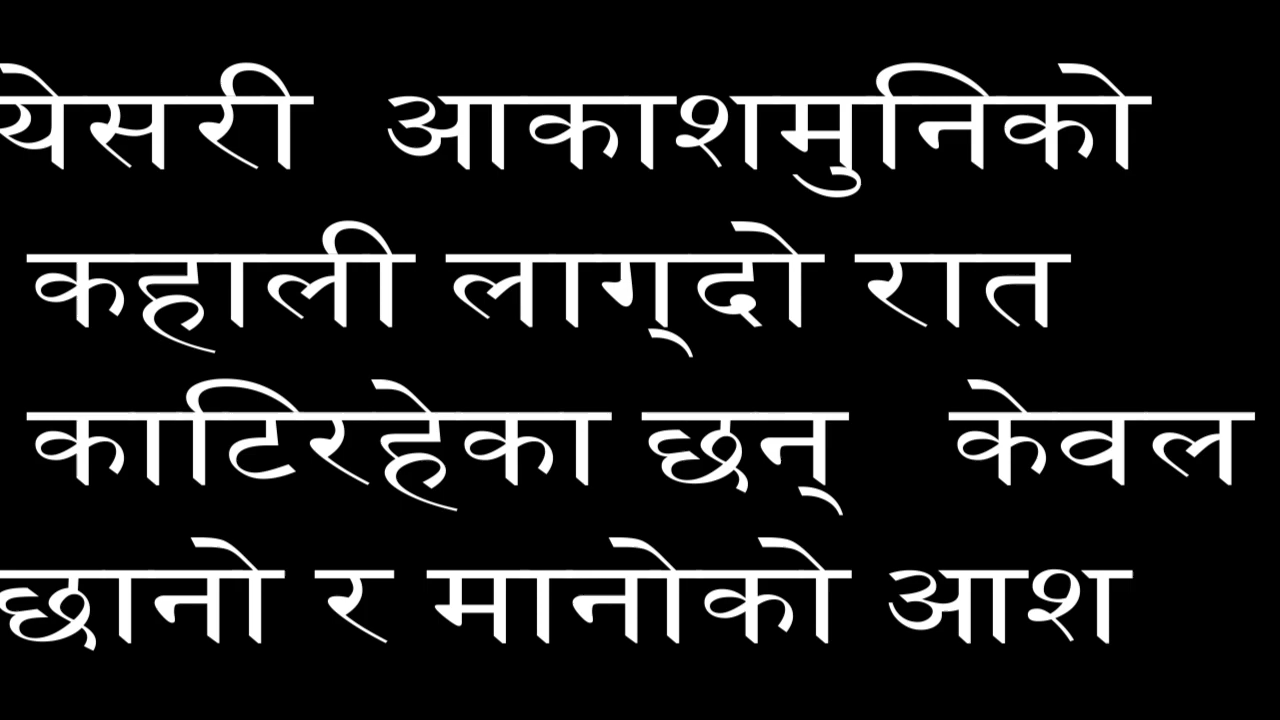 येसरी आकाशमुनिको
कहाली लाग्‌दो रात
काटिरहेका छन् केवल
छानो र मानोको आश